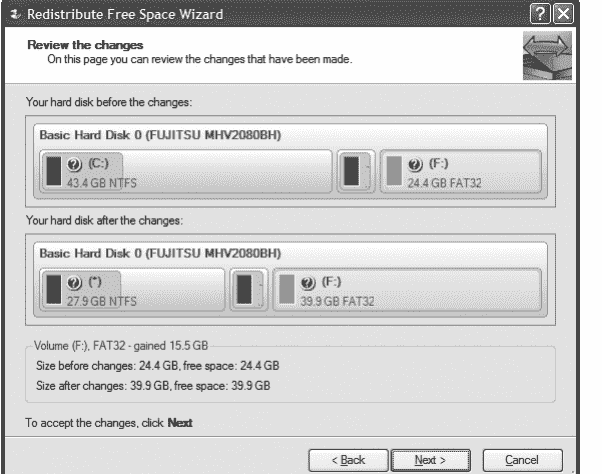 Redistribute Free Space Wizard
Review the changes
On this page you can review the changes that have been made.
Your hard disk before the changes:
Basic Hard Disk 0 (FUJITSU MHV2080BH)
(C:)
43.4 GB NTFS
(F:)
24.4 GB FAT32
Your hard disk after the changes:
Basic Hard Disk 0 (FUJITSU MHV2080BH)
(*)
27.9 GB NTFS
(F:)
39.9 GB FAT32
Volume (F:), FAT32 - gained 15.5 GB
Size before changes: 24.4 GB, free space: 24.4 GB
Size after changes: 39.9 GB, free space: 39.9 GB
To accept the changes, click Next
< Back Next > Cancel